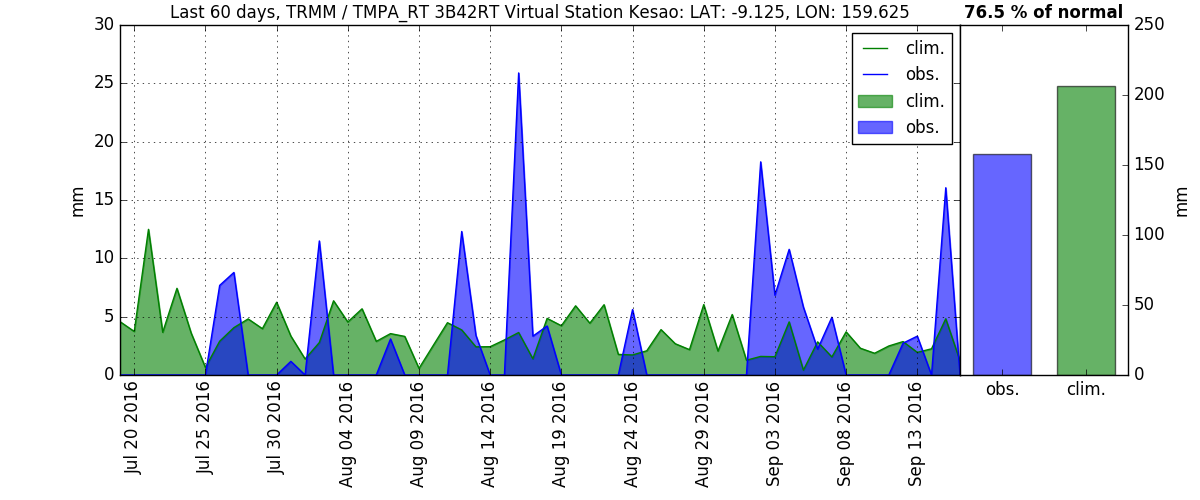 Last 60 days, TRMM / TMPA_RT 3B42RT Virtual Station Kesao: LAT: -9.125, LON: 159.625
76.5 % of normal
30
25
20
15
10
5
0
mm
clim.
obs.
clim.
obs.
250
200
150
100
50
0
mm
Jul 20 2016
Jul 25 2016
Jul 30 2016
Aug 04 2016
Aug 09 2016
Aug 14 2016
Aug 19 2016
Aug 24 2016
Aug 29 2016
Sep 03 2016
Sep 08 2016
Sep 13 2016
obs.
clim.